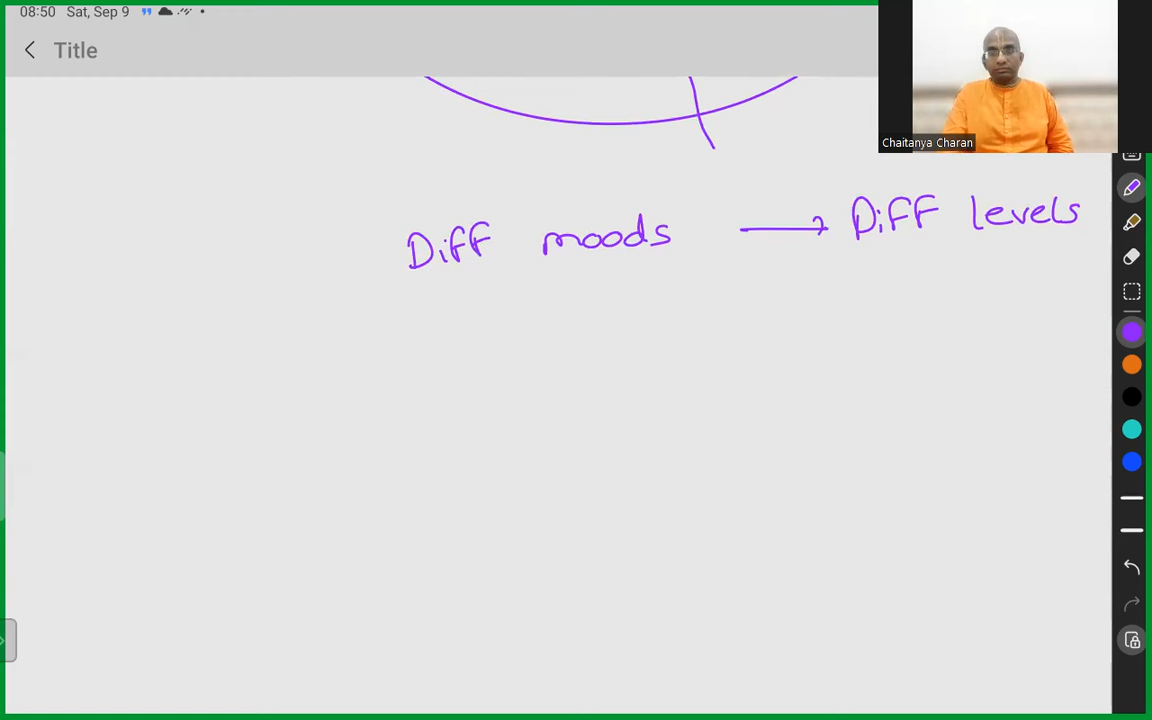 08:50 Sat, Sep 9
Title
Chaitanya Charan
Diff moods → Diff levels